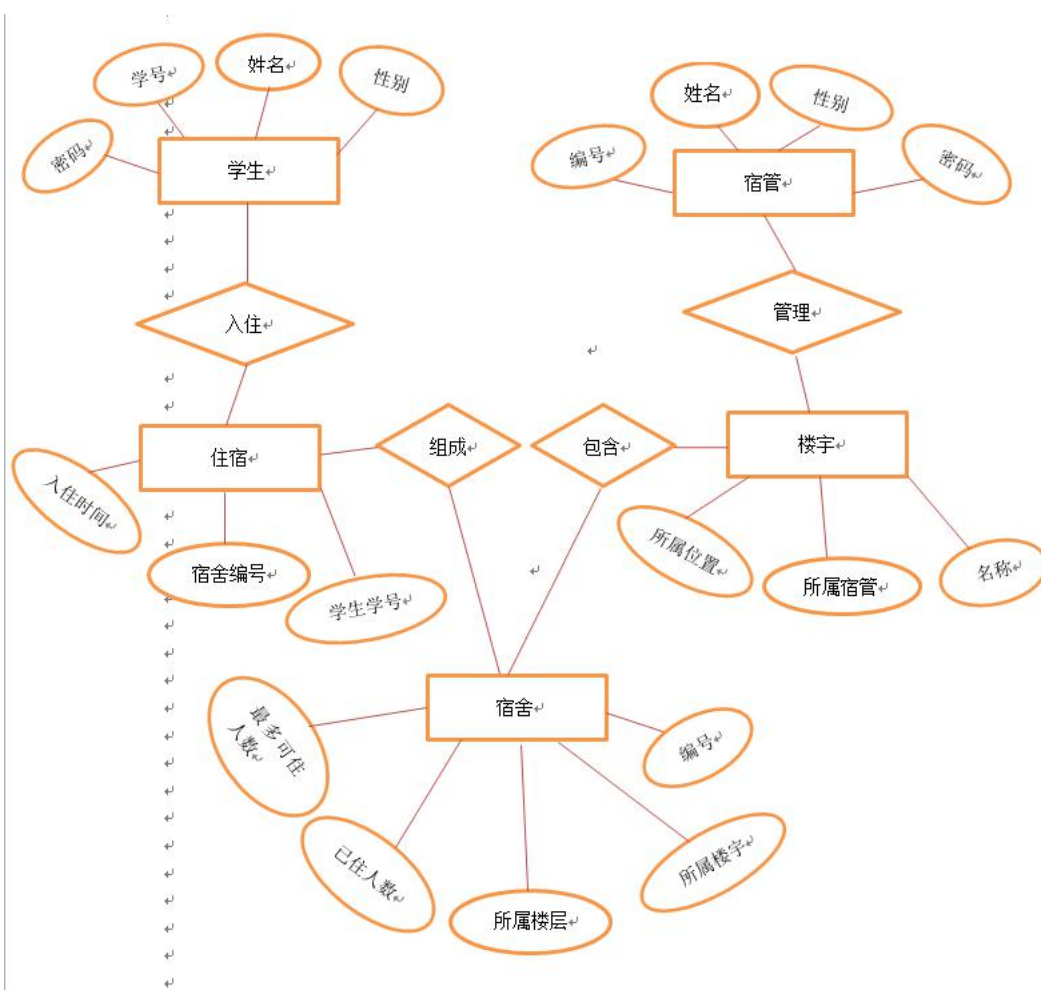 学号
姓名
性别
密码
学生
姓名
性别
编号
密码
宿管
入住
管理
住宿
组成
包含
楼宇
入住时间
宿舍编号
学生学号
所属位置
所属宿管
名称
宿舍
最多可住
人数
编号
已住人数
所属楼层
所属楼宇